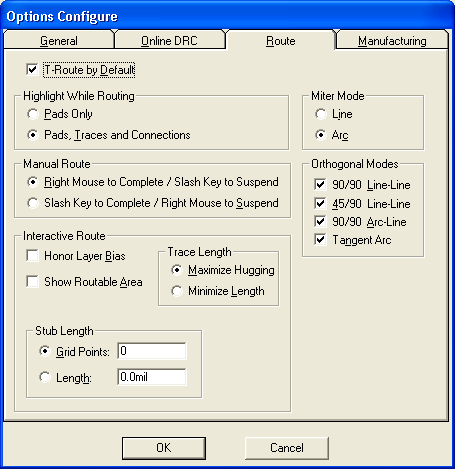 Options Configure
General
Online DRC
Route
Manufacturing
T-Route by Default
Highlight While Routing
Pads Only
Pads, Traces and Connections
Miter Mode
Line
Arc
Manual Route
Right Mouse to Complete / Slash Key to Suspend
Slash Key to Complete / Right Mouse to Suspend
Orthogonal Modes
90/90 Line-Line
45/90 Line-Line
90/90 Arc-Line
Tangent Arc
Interactive Route
Honor Layer Bias
Show Routable Area
Trace Length
Maximize Hugging
Minimize Length
Stub Length
Grid Points: 0
Length: 0.0mil
OK
Cancel